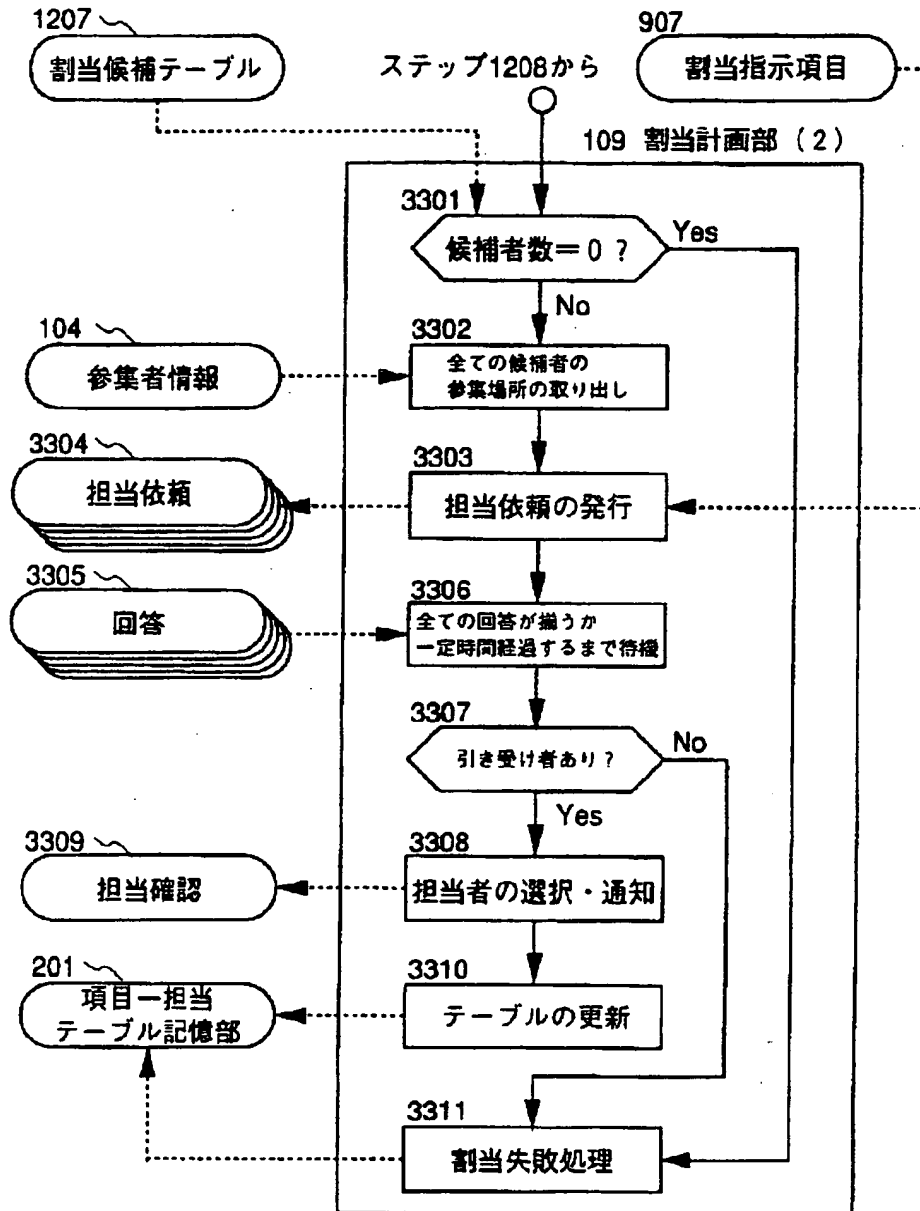 1207
割当候補テーブル
ステップ1208から
907
割当指示項目
109 割当計画部(2)
3301
候補者数=0?
Yes
No
104
参集者情報
3302
全ての候補者の
参集場所の取り出し
3304
担当依頼
3303
担当依頼の発行
3305
回答
3306
全ての回答が揃うか
一定時間経過するまで待機
3307
引き受け者あり?
No
Yes
3309
担当確認
3308
担当者の選択・通知
201
項目ー担当
テーブル記憶部
3310
テーブルの更新
3311
割当失敗処理